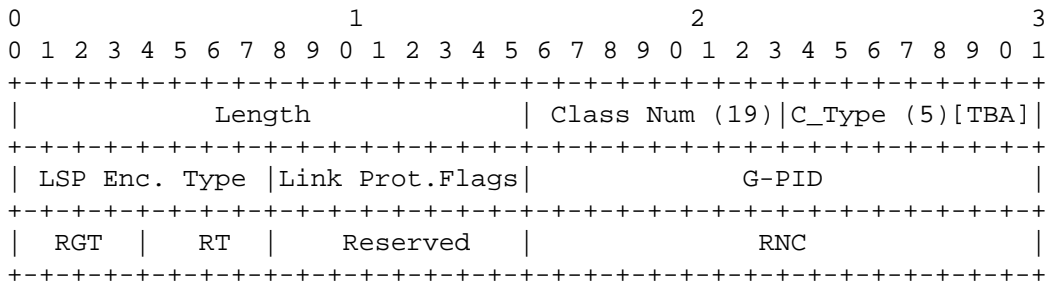 0                   1                   2                   3
0 1 2 3 4 5 6 7 8 9 0 1 2 3 4 5 6 7 8 9 0 1 2 3 4 5 6 7 8 9 0 1
+-+-+-+-+-+-+-+-+-+-+-+-+-+-+-+-+-+-+-+-+-+-+-+-+-+-+-+-+-+-+-+-+
|            Length             | Class Num (19)|C_Type (5)[TBA]|
+-+-+-+-+-+-+-+-+-+-+-+-+-+-+-+-+-+-+-+-+-+-+-+-+-+-+-+-+-+-+-+-+
| LSP Enc. Type |Link Prot.Flags|             G-PID             |
+-+-+-+-+-+-+-+-+-+-+-+-+-+-+-+-+-+-+-+-+-+-+-+-+-+-+-+-+-+-+-+-+
|  RGT  |   RT  |    Reserved   |              RNC              |
+-+-+-+-+-+-+-+-+-+-+-+-+-+-+-+-+-+-+-+-+-+-+-+-+-+-+-+-+-+-+-+-+